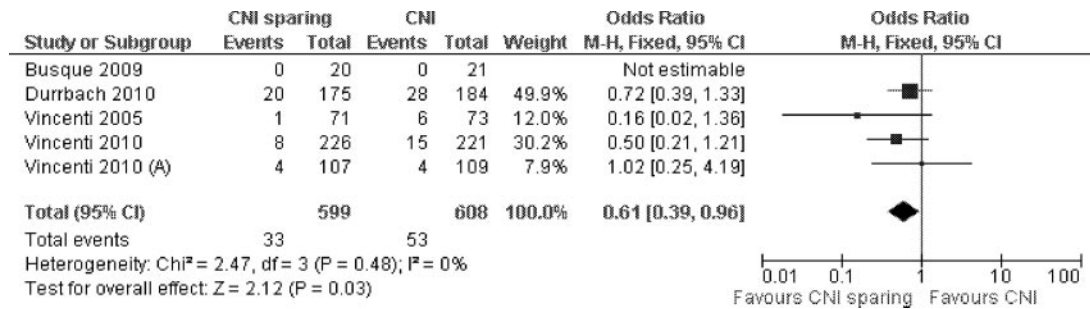 CNI sparing CNI Odds Ratio Odds Ratio
Study or Subgroup Events Total Events Total Weight M-H, Fixed, 95% CI M-H, Fixed, 95% CI
Busque 2009 0 20 0 21 Not estimable
Durrbach 2010 20 175 28 184 49.9% 0.72 [0.39, 1.33]
Vincenti 2005 1 71 6 73 12.0% 0.16 [0.02, 1.36]
Vincenti 2010 8 226 15 221 30.2% 0.50 [0.21, 1.21]
Vincenti 2010 (A) 4 107 4 109 7.9% 1.02 [0.25, 4.19]
Total (95% CI) 599 608 100.0% 0.61 [0.39, 0.96]
Total events 33 53
Heterogeneity: Chi² = 2.47, df = 3 (P = 0.48); I² = 0%
Test for overall effect: Z = 2.12 (P = 0.03)
0.01 0.1 1 10 100
Favours CNI sparing Favours CNI